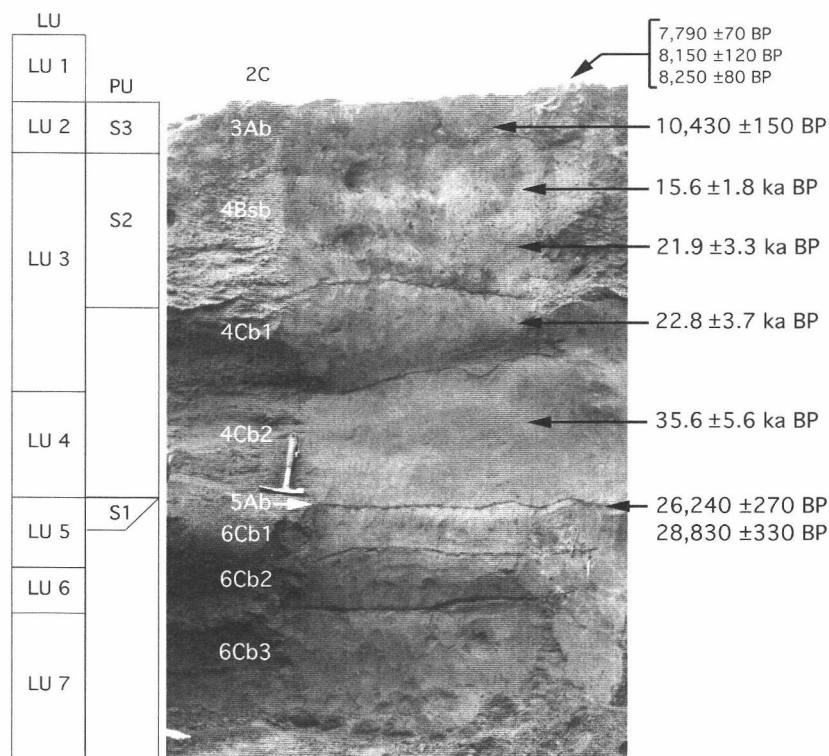 LU
LU 1
PU
LU 2
S3
LU 3
S2
LU 4
S1
LU 5
LU 6
LU 7
2C
3Ab
4Bsb
4Cb1
4Cb2
5Ab
6Cb1
6Cb2
6Cb3
7,790 ±70 BP
8,150 ±120 BP
8,250 ±80 BP
10,430 ±150 BP
15.6 ±1.8 ka BP
21.9 ±3.3 ka BP
22.8 ±3.7 ka BP
35.6 ±5.6 ka BP
26,240 ±270 BP
28,830 ±330 BP